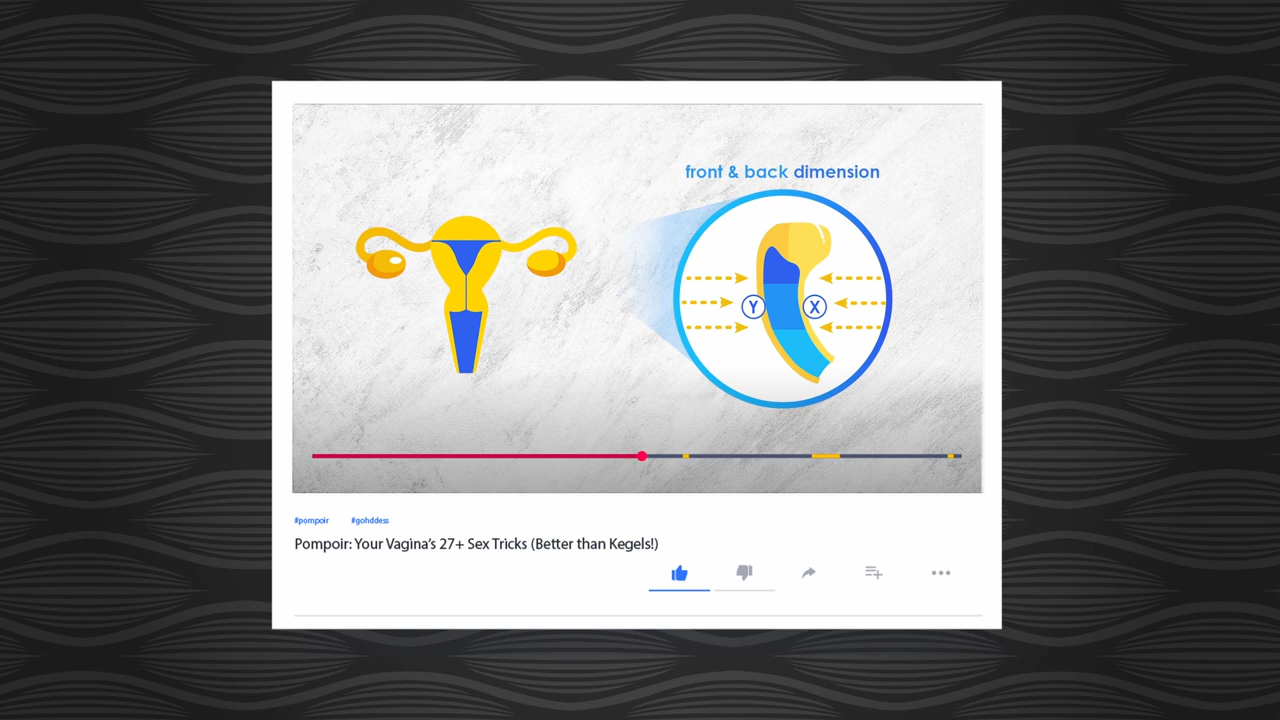 front & back dimension
Y X
#pompoir #gohddess
Pompoir: Your Vagina's 27+ Sex Tricks (Better than Kegels!)